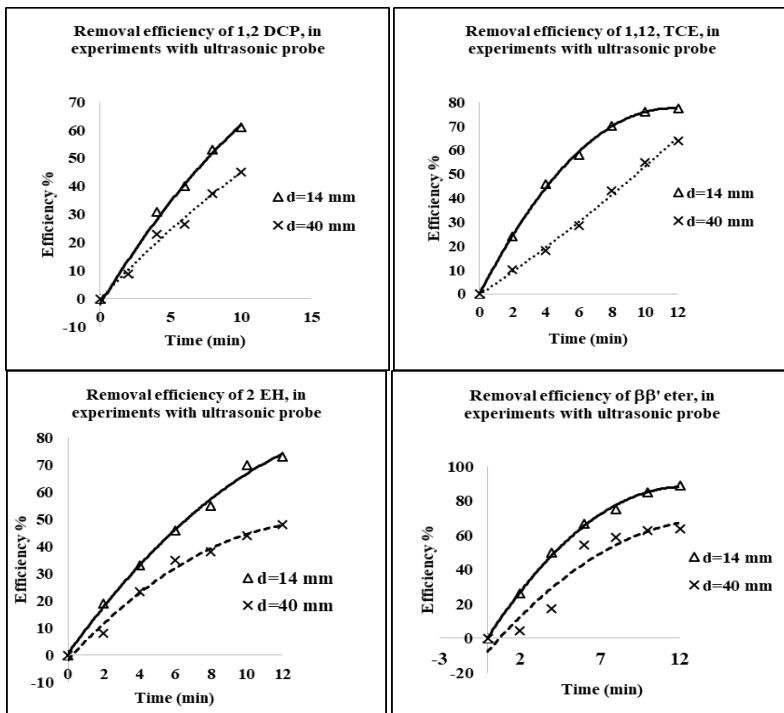 Removal efficiency of 1,2 DCP, in
experiments with ultrasonic probe
70
60
50
40
30
20
10
0
-10
0
5
10
15
Efficiency %
Time (min)
d=14 mm
d=40 mm
Removal efficiency of 1,12, TCE, in
experiments with ultrasonic probe
80
70
60
50
40
30
20
10
0
0
2
4
6
8
10
12
Efficiency %
Time (min)
d=14 mm
d=40 mm
Removal efficiency of 2 EH, in
experiments with ultrasonic probe
80
70
60
50
40
30
20
10
0
-10
0
2
4
6
8
10
12
Efficiency %
Time (min)
d=14 mm
d=40 mm
Removal efficiency of ββ' eter, in
experiments with ultrasonic probe
100
80
60
40
20
0
-20
-3
2
7
12
Efficiency %
Time (min)
d=14 mm
d=40 mm